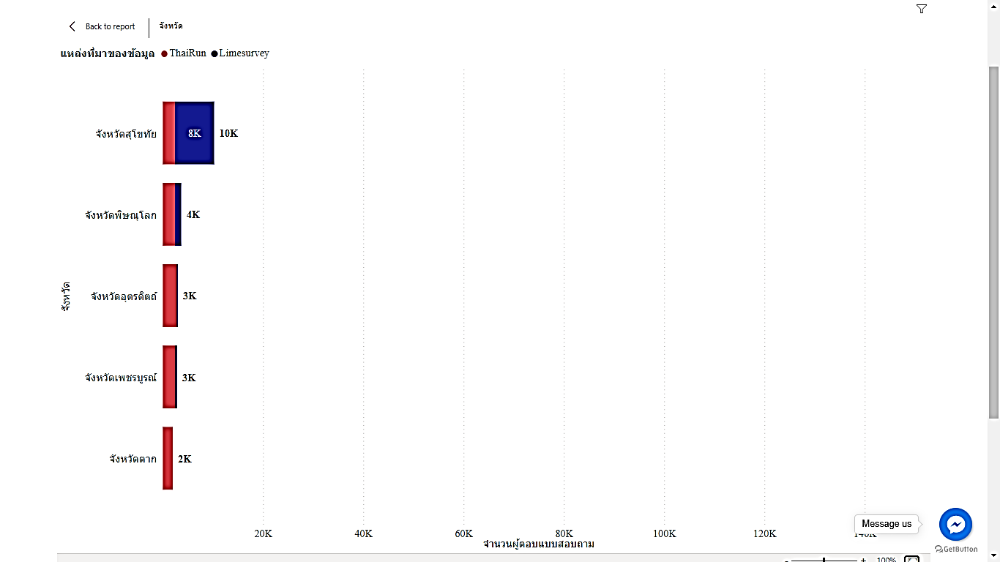 Back to report
จังหวัด
แหล่งที่มาของข้อมูล ThaiRun Limesurvey
จังหวัดสุโขทัย 8K 10K
จังหวัดพิษณุโลก 4K
จังหวัด
จังหวัดอุตรดิตถ์ 3K
จังหวัดเพชรบูรณ์ 3K
จังหวัดตาก 2K
Message us
20K 40K 60K 80K 100K 120K 140K
จำนวนผู้ตอบแบบสอบถาม
GetButton
- + 100%